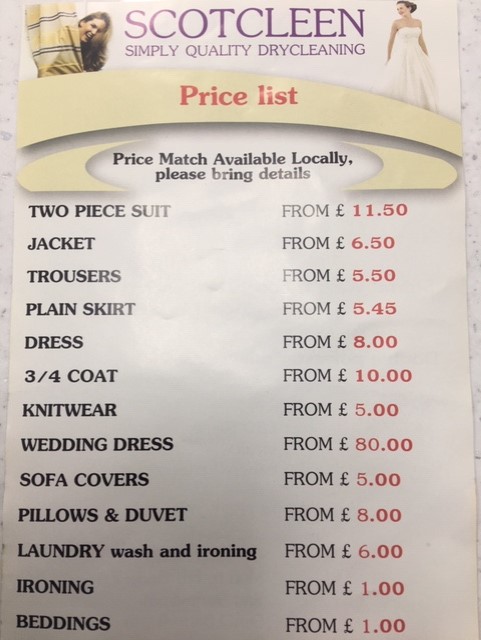 SCOTCLEEN
SIMPLY QUALITY DRYCLEANING
Price list
Price Match Available Locally,
please bring details
TWO PIECE SUIT FROM £ 11.50
JACKET FROM £ 6.50
TROUSERS FROM £ 5.50
PLAIN SKIRT FROM £ 5.45
DRESS FROM £ 8.00
3/4 COAT FROM £ 10.00
KNITWEAR FROM £ 5.00
WEDDING DRESS FROM £ 80.00
SOFA COVERS FROM £ 5.00
PILLOWS & DUVET FROM £ 8.00
LAUNDRY wash and ironing FROM £ 6.00
IRONING FROM £ 1.00
BEDDINGS FROM £ 1.00